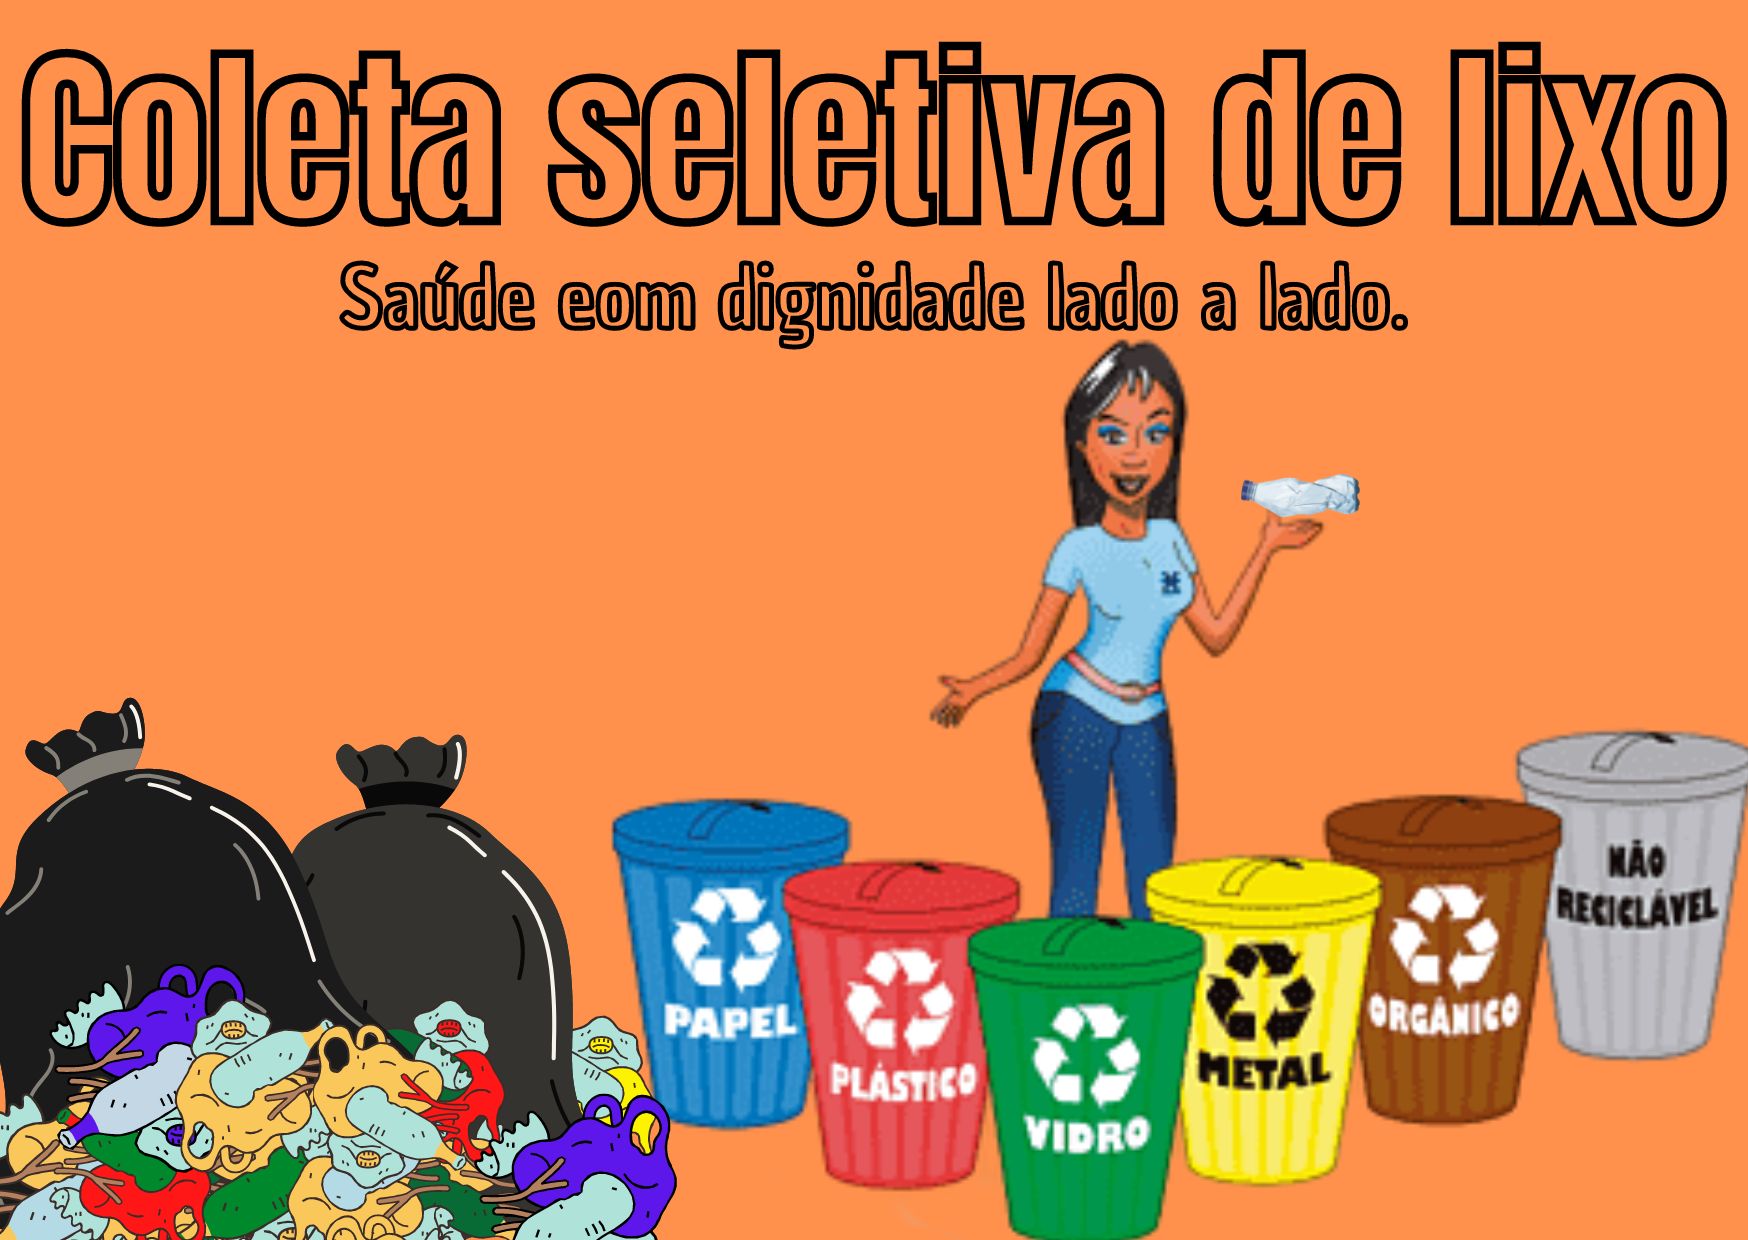 Coleta seletiva de lixo
Saúde eom dignidade lado a lado.
PAPEL
PLÁSTICO
VIDRO
METAL
ORGÂNICO
NÃO
RECICLÁVEL